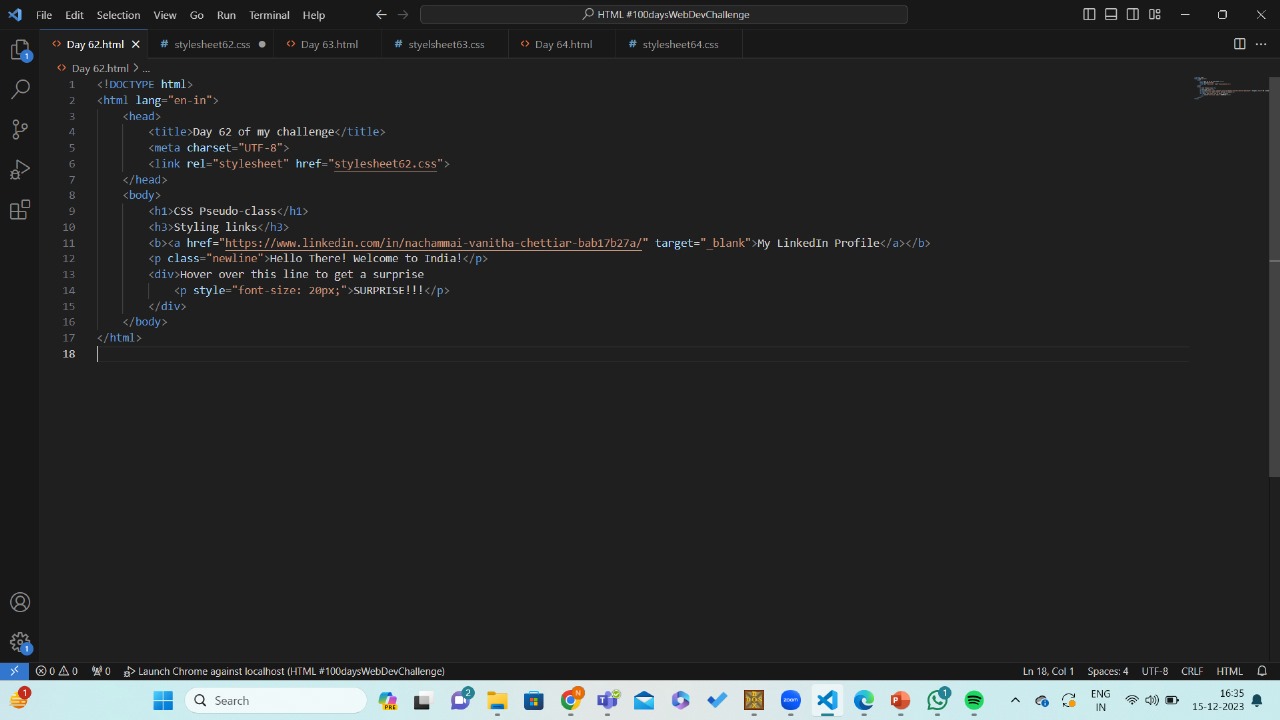 File Edit Selection View Go Run Terminal Help HTML #100daysWebDevChallenge
Day 62.html stylesheet62.css Day 63.html styelsheet63.css Day 64.html stylesheet64.css
Day 62.html > ...
1 <!DOCTYPE html>
2 <html lang="en-in">
3 <head>
4 <title>Day 62 of my challenge</title>
5 <meta charset="UTF-8">
6 <link rel="stylesheet" href="stylesheet62.css">
7 </head>
8 <body>
9 <h1>CSS Pseudo-class</h1>
10 <h3>Styling links</h3>
11 <b><a href="https://www.linkedin.com/in/nachammai-vanitha-chettiar-bab17b27a/" target="_blank">My LinkedIn Profile</a></b>
12 <p class="newline">Hello There! Welcome to India!</p>
13 <div>Hover over this line to get a surprise
14 <p style="font-size: 20px;">SURPRISE!!!</p>
15 </div>
16 </body>
17 </html>
18
1
1
0 0 0 Launch Chrome against localhost (HTML #100daysWebDevChallenge) Ln 18, Col 1 Spaces: 4 UTF-8 CRLF HTML
1 Search PRE 2 N zoom 1 ENG 16:35
IN 15-12-2023